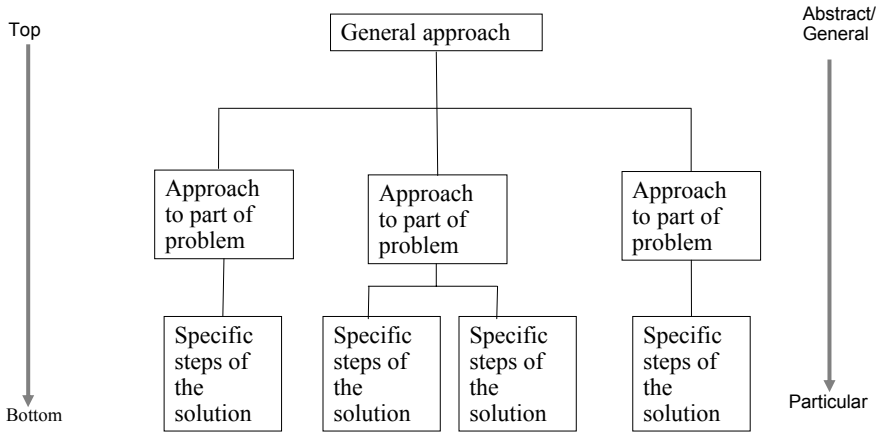 Top
General approach
Abstract/
General
Approach
to part of
problem
Approach
to part of
problem
Approach
to part of
problem
Specific
steps of
the
solution
Specific
steps of
the
solution
Specific
steps of
the
solution
Specific
steps of
the
solution
Bottom
Particular